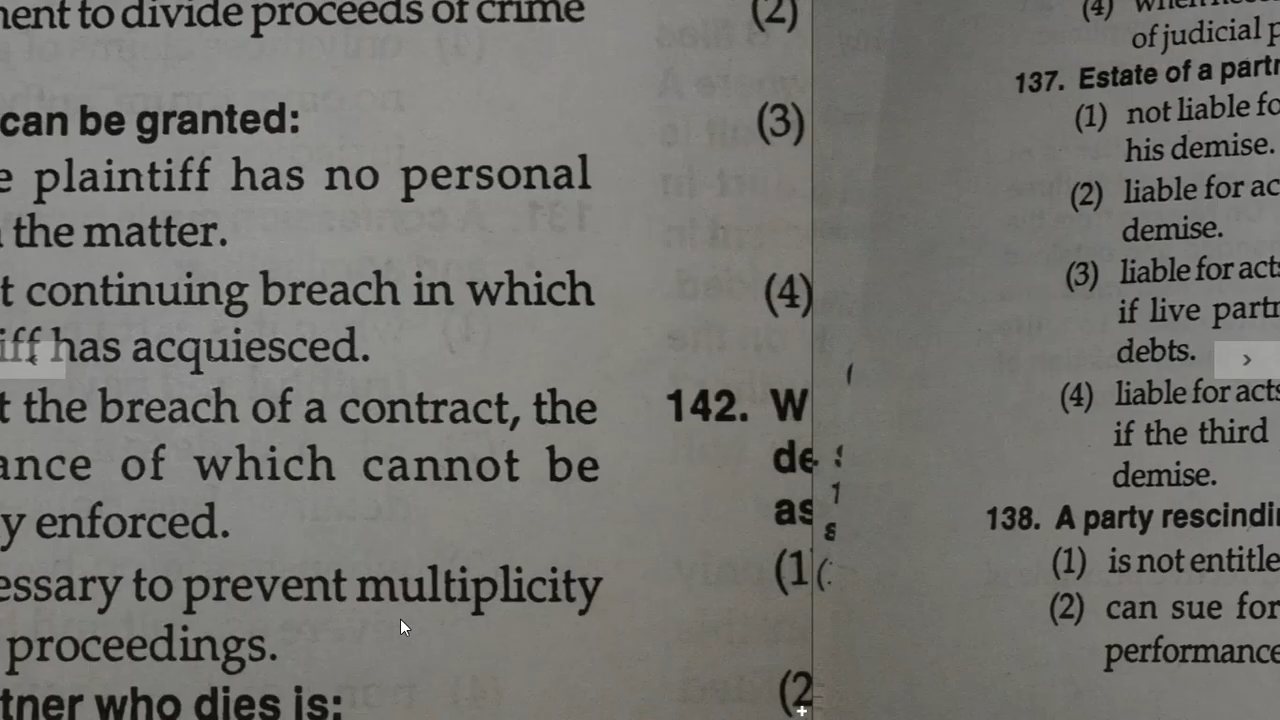 ment to divide proceeds of crime
can be granted:
plaintiff has no personal
the matter.
t continuing breach in which
iff has acquiesced.
t the breach of a contract, the
ance of which cannot be
y enforced.
essary to prevent multiplicity
proceedings.
tner who dies is:
(2)
(3)
(4)
142. W
de
as
(1
(2
(4)
of judicial p
137. Estate of a partn
(1) not liable fo
his demise.
(2) liable for ac
demise.
(3) liable for acts
if live partn
debts.
(4) liable for acts
if the third
demise.
138. A party rescindin
(1) is not entitle
(2) can sue for
performance